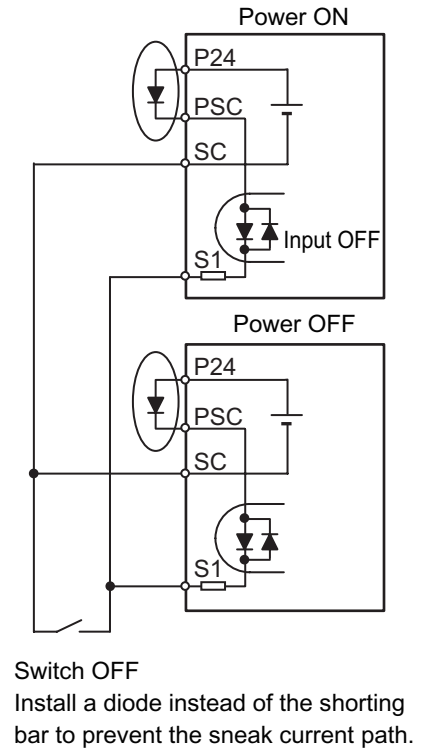 Power ON
P24
PSC
SC
Input OFF
S1
Power OFF
P24
PSC
SC
S1
Switch OFF
Install a diode instead of the shorting
bar to prevent the sneak current path.